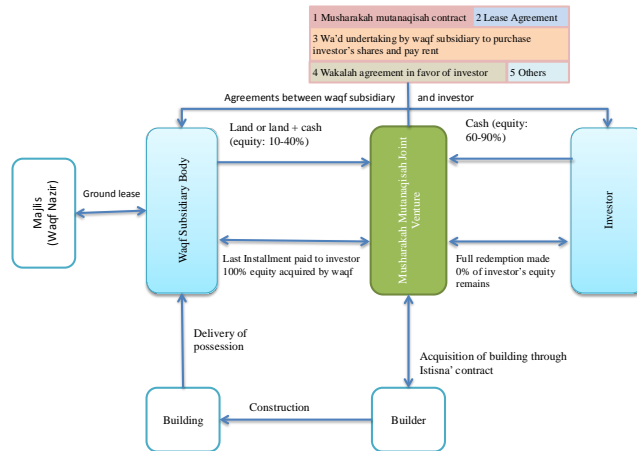 1 Musharakah mutanaqisah contract
2 Lease Agreement
3 Wa'd undertaking by waqf subsidiary to purchase
investor's shares and pay rent
4 Wakalah agreement in favor of investor
5 Others
Agreements between waqf subsidiary
and investor
Land or land + cash
(equity: 10-40%)
Cash (equity:
60-90%)
Majlis
(Waqf Nazir)
Ground lease
Waqf Subsidiary Body
Musharakah Mutanaqisah Joint
Venture
Investor
Last Installment paid to investor
100% equity acquired by waqf
Full redemption made
0% of investor's equity
remains
Delivery of
possession
Acquisition of building through
Istisna' contract
Building
Construction
Builder